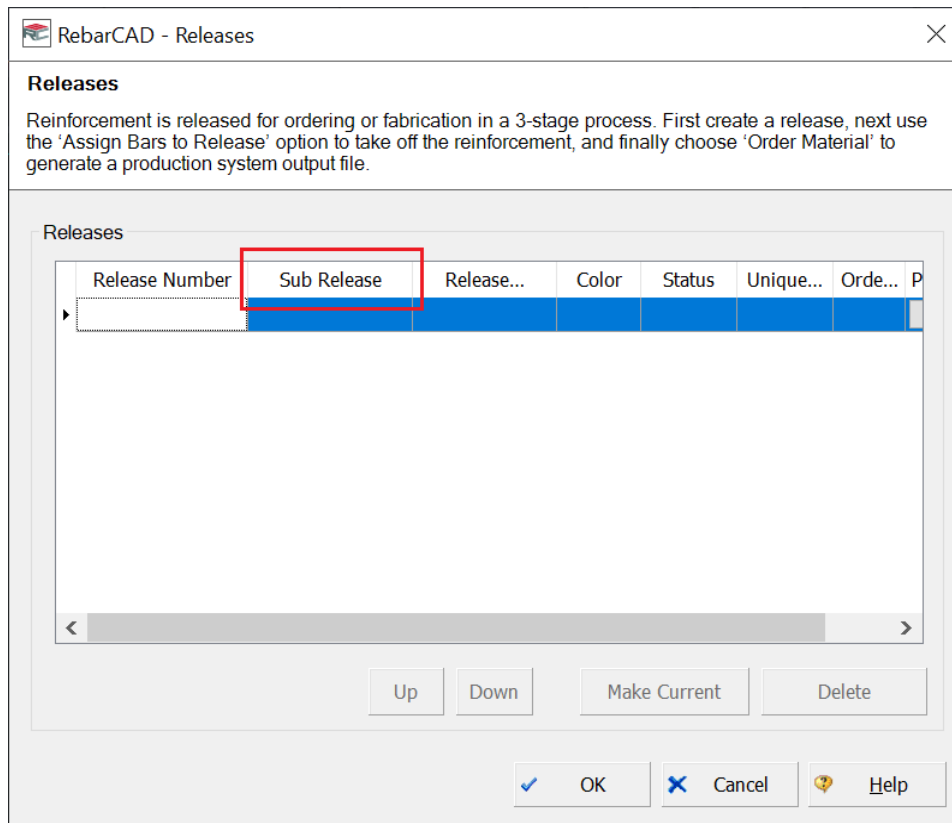 RebarCAD - Releases
Releases
Reinforcement is released for ordering or fabrication in a 3-stage process. First create a release, next use
the ‘Assign Bars to Release’ option to take off the reinforcement, and finally choose ‘Order Material’ to
generate a production system output file.
Releases
Release Number Sub Release Release... Color Status Unique... Orde... P
Up Down Make Current Delete
OK Cancel Help